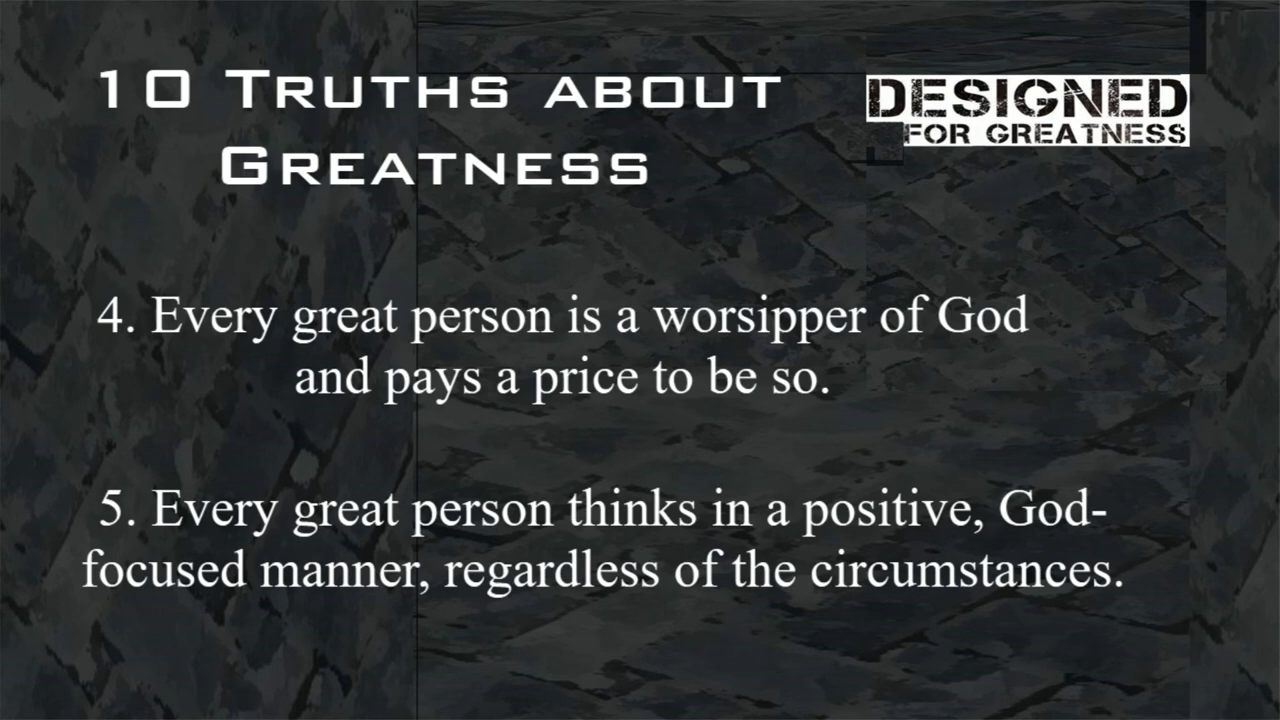 10 Truths about
Greatness
DESIGNED
FOR GREATNESS
4. Every great person is a worsipper of God
and pays a price to be so.
5. Every great person thinks in a positive, God-
focused manner, regardless of the circumstances.